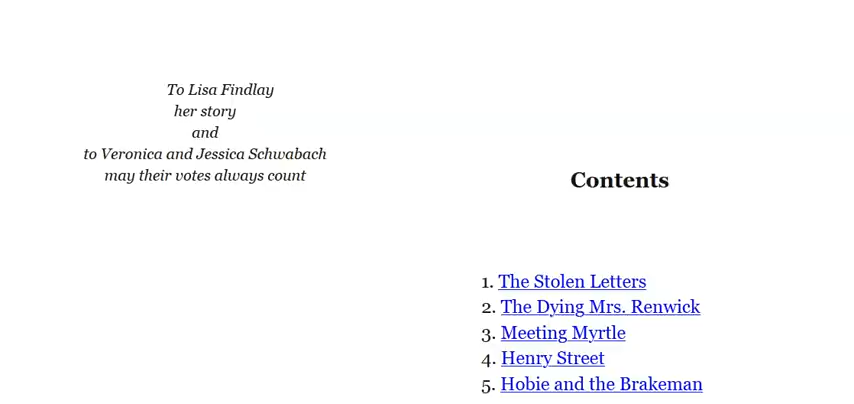 To Lisa Findlay
her story
and
to Veronica and Jessica Schwabach
may their votes always count
Contents
1. The Stolen Letters
2. The Dying Mrs. Renwick
3. Meeting Myrtle
4. Henry Street
5. Hobie and the Brakeman